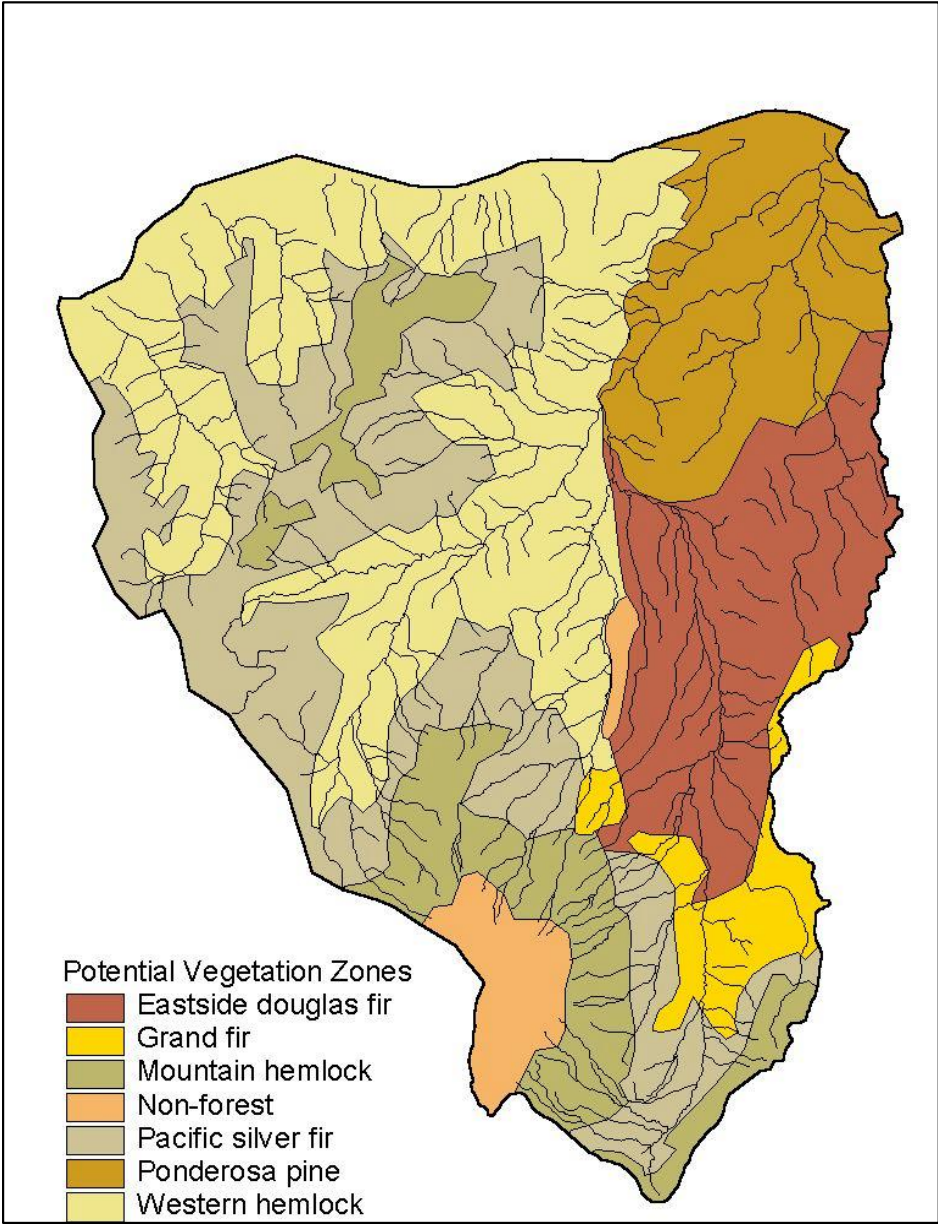 Potential Vegetation Zones
Eastside douglas fir
Grand fir
Mountain hemlock
Non-forest
Pacific silver fir
Ponderosa pine
Western hemlock